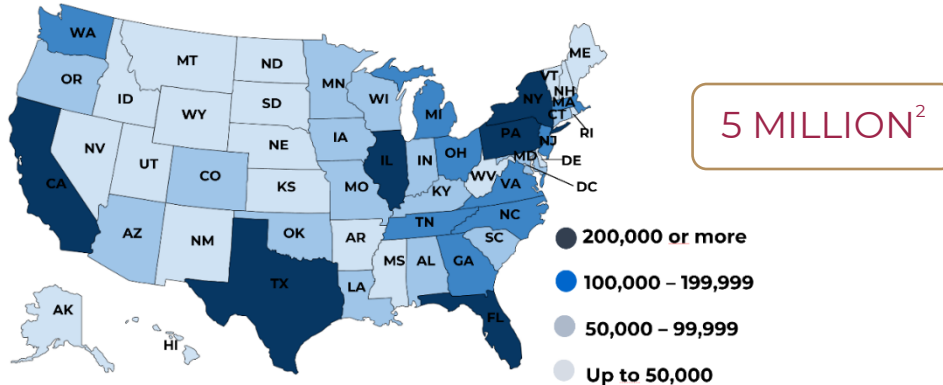 WA
MT
ND
MN
ME
VT
NH
OR
ID
SD
WI
NY
MA
MI
CT
WY
RI
IA
PA
NE
NJ
NV
IL
IN
OH
MD
DE
UT
WV
CA
CO
KS
MO
VA
DC
KY
NC
TN
AZ
NM
OK
AR
SC
MS
AL
GA
TX
LA
FL
AK
HI
5 MILLION²
200,000 or more
100,000 – 199,999
50,000 – 99,999
Up to 50,000